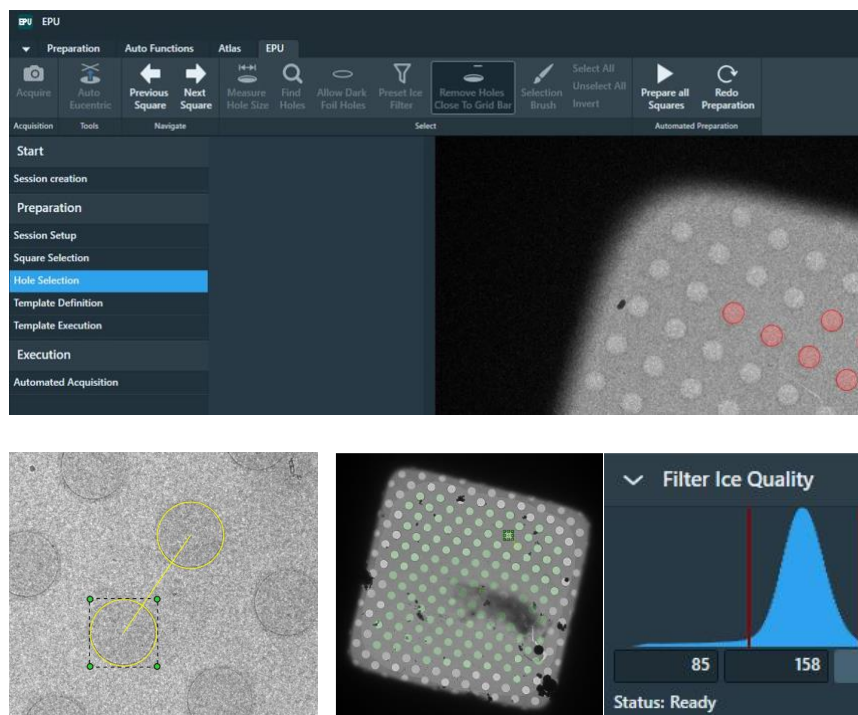 EPU EPU
Preparation Auto Functions Atlas EPU
Acquire Auto Eucentric Previous Square Next Square Measure Hole Size Find Holes Allow Dark Foil Holes Preset Ice Filter Remove Holes Close To Grid Bar Selection Brush Select All Unselect All Invert Prepare all Squares Redo Preparation
Acquisition Tools Navigate Select Automated Preparation
Start
Session creation
Preparation
Session Setup
Square Selection
Hole Selection
Template Definition
Template Execution
Execution
Automated Acquisition
Filter Ice Quality
85 158
Status: Ready